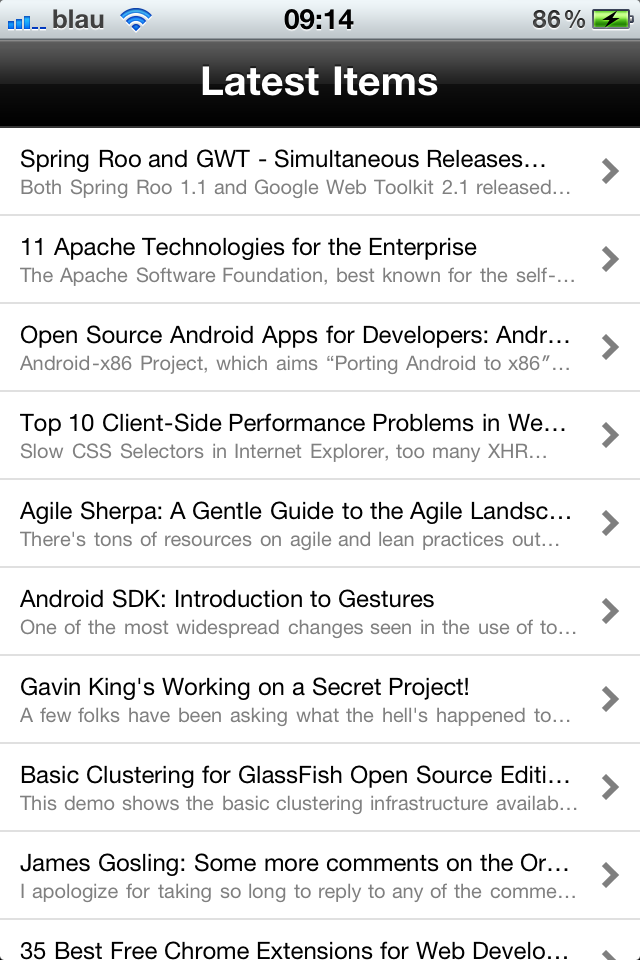 blau 09:14 86%
Latest Items
Spring Roo and GWT - Simultaneous Releases…
Both Spring Roo 1.1 and Google Web Toolkit 2.1 released…
11 Apache Technologies for the Enterprise
The Apache Software Foundation, best known for the self-…
Open Source Android Apps for Developers: Andr…
Android-x86 Project, which aims “Porting Android to x86″…
Top 10 Client-Side Performance Problems in We…
Slow CSS Selectors in Internet Explorer, too many XHR…
Agile Sherpa: A Gentle Guide to the Agile Landsc…
There's tons of resources on agile and lean practices out…
Android SDK: Introduction to Gestures
One of the most widespread changes seen in the use of to…
Gavin King's Working on a Secret Project!
A few folks have been asking what the hell's happened to…
Basic Clustering for GlassFish Open Source Editi…
This demo shows the basic clustering infrastructure availab…
James Gosling: Some more comments on the Or…
I apologize for taking so long to reply to any of the comme…
35 Best Free Chrome Extensions for Web Develo…